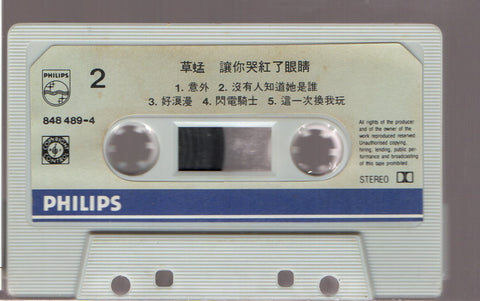 PHILIPS
2
草蜢 讓你哭紅了眼睛
1. 意外 2. 沒有人知道她是誰
3. 好浪漫 4. 閃電騎士 5. 這一次換我玩
848 489-4
All rights of the producer
and of the owner of the
work reproduced reserved.
Unauthorised copying,
hiring, lending, public per-
formance and broadcasting
of this tape prohibited.
STEREO
PHILIPS